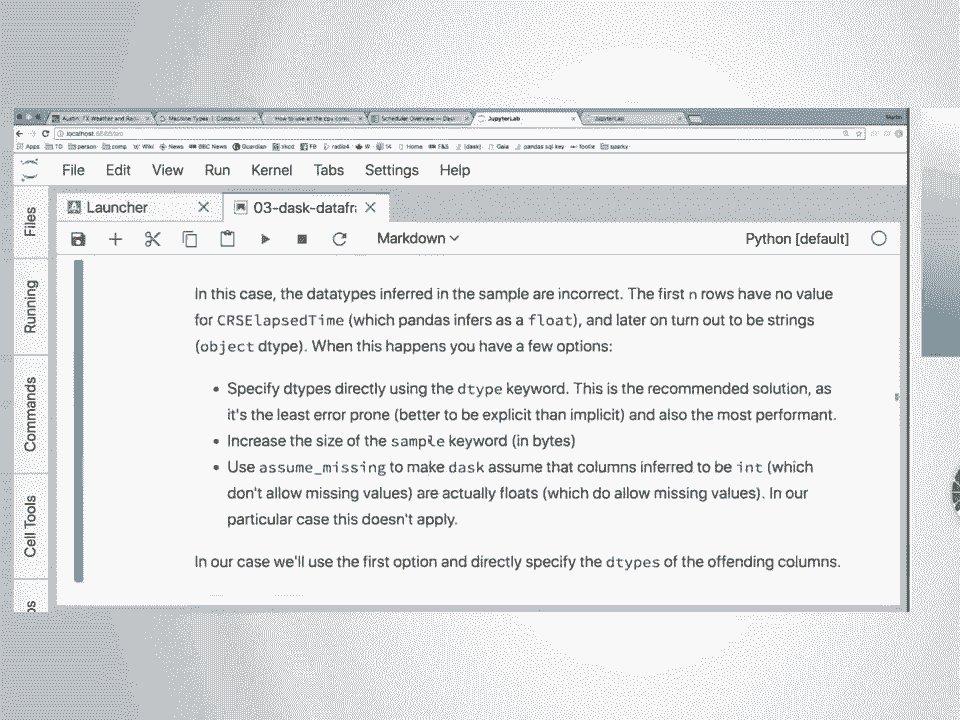 Austin, TX Weather and Rad
Machine Types | Compute
How to use all the cpu cores
Scheduler Overview — Dask
JupyterLab
JupyterLab
Martin
localhost:8888/lab
Apps TD person comp Wiki News BBC News Guardian xkcd FB radio4 W 14 Home S&S [dask] Gaia pandas sql key footie sparky
File Edit View Run Kernel Tabs Settings Help
Launcher
03-dask-datafra
Markdown
Python [default]
Files
Running
Commands
Cell Tools
In this case, the datatypes inferred in the sample are incorrect. The first n rows have no value
for CRSElapsedTime (which pandas infers as a float), and later on turn out to be strings
(object dtype). When this happens you have a few options:
• Specify dtypes directly using the dtype keyword. This is the recommended solution, as
it's the least error prone (better to be explicit than implicit) and also the most performant.
• Increase the size of the sample keyword (in bytes)
• Use assume_missing to make dask assume that columns inferred to be int (which
don't allow missing values) are actually floats (which do allow missing values). In our
particular case this doesn't apply.
In our case we'll use the first option and directly specify the dtypes of the offending columns.